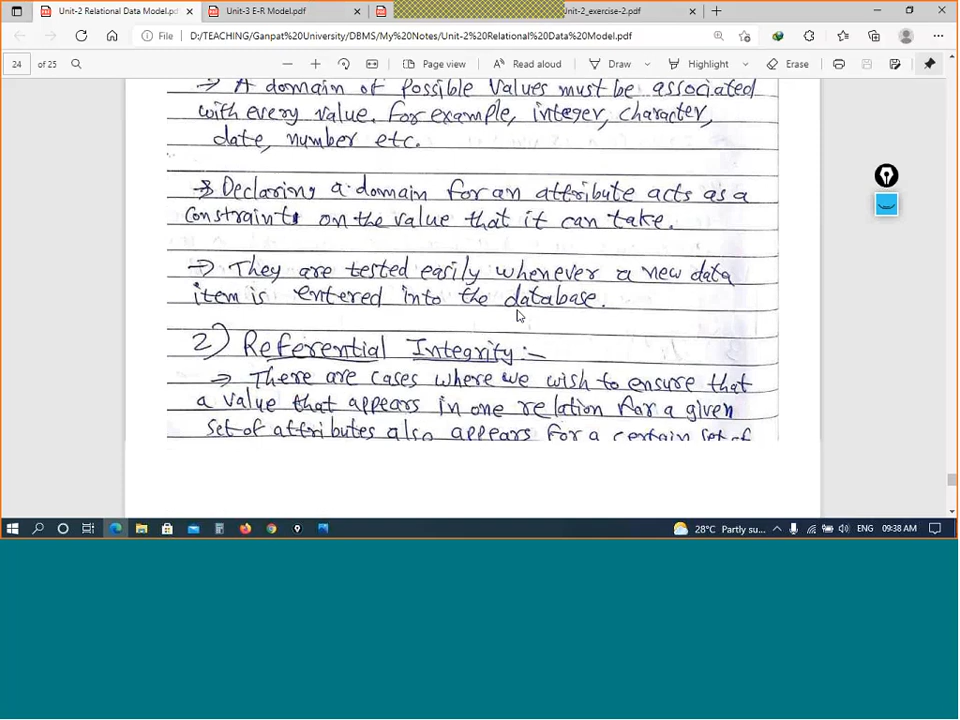 Unit-2 Relational Data Model.pd
Unit-3 E-R Model.pdf
Unit-2_exercise-2.pdf
File
D:/TEACHING/Ganpat%20University/DBMS/My%20Notes/Unit-2%20Relational%20Data%20Model.pdf
24 of 25
Page view
Read aloud
Draw
Highlight
Erase
→ A domain of Possible Values must be associated
with every value. For example, integer, character,
date, number etc.
→ Declaring a domain for an attribute acts as a
constraint on the value that it can take.
→ They are tested easily whenever a new data
item is entered into the database.
2) Referential Integrity :-
→ There are cases where we wish to ensure that
a value that appears in one relation for a given
set of attributes also appears for a certain set of
28°C Partly su...
ENG
09:38 AM